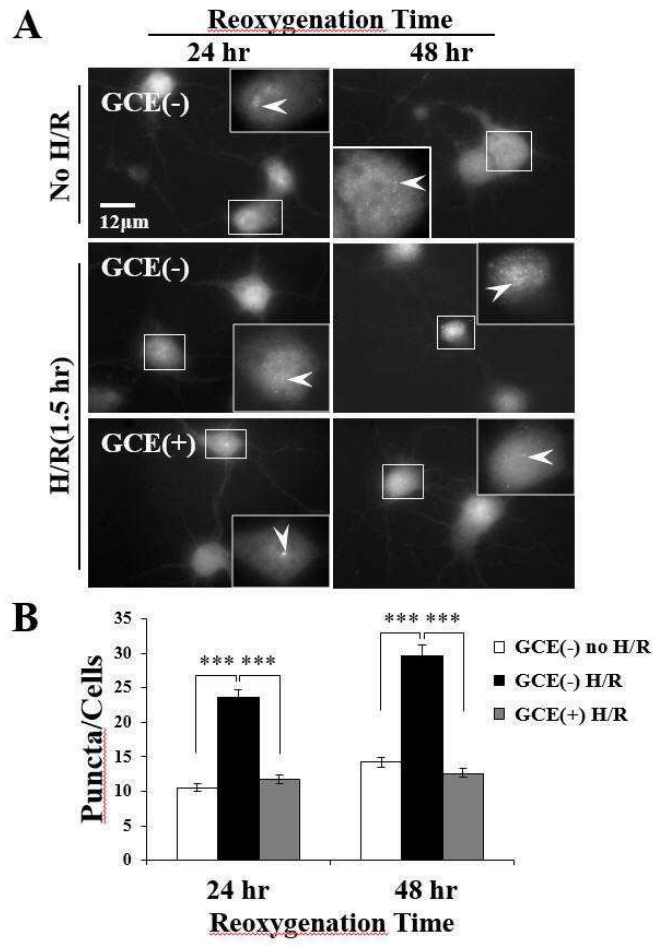 A
Reoxygenation Time
24 hr 48 hr
No H/R
GCE(-)
12μm
H/R(1.5 hr)
GCE(-)
GCE(+)
B
Puncta/Cells
35
30
25
20
15
10
5
0
*** ***
*** ***
GCE(-) no H/R
GCE(-) H/R
GCE(+) H/R
24 hr 48 hr
Reoxygenation Time